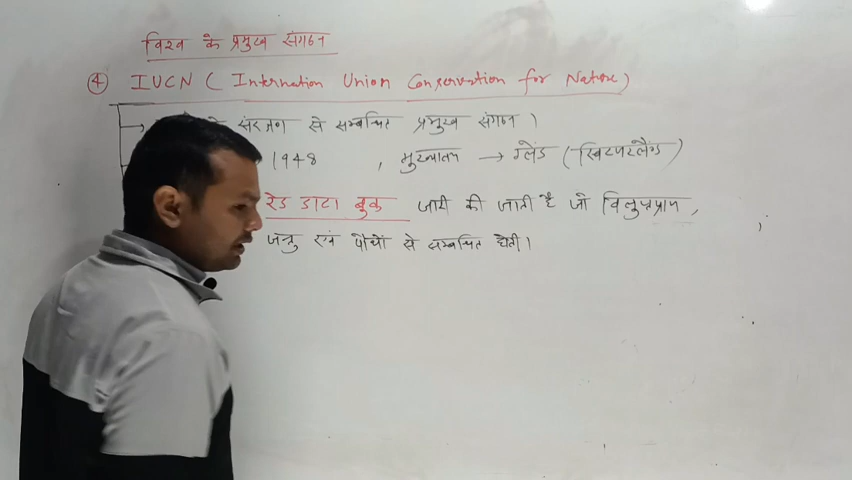 विश्व के प्रमुख संगठन
④ IUCN ( Internation Union Conservation for Nature)
संरक्षण से सम्बन्धित प्रमुख संगठन।
1948 , मुख्यालय → ग्लैंड (स्विटजरलैण्ड)
रेड डाटा बुक जारी की जाती है जो विलुप्तप्राय,
जन्तु एवं पौधों से सम्बन्धित होती।